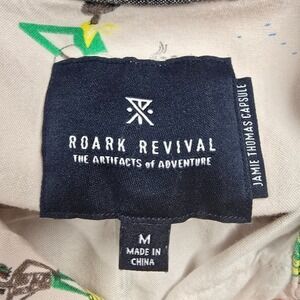 ROARK REVIVAL
THE ARTIFACTS of ADVENTURE
JAMIE THOMAS CAPSULE
M
MADE IN
CHINA